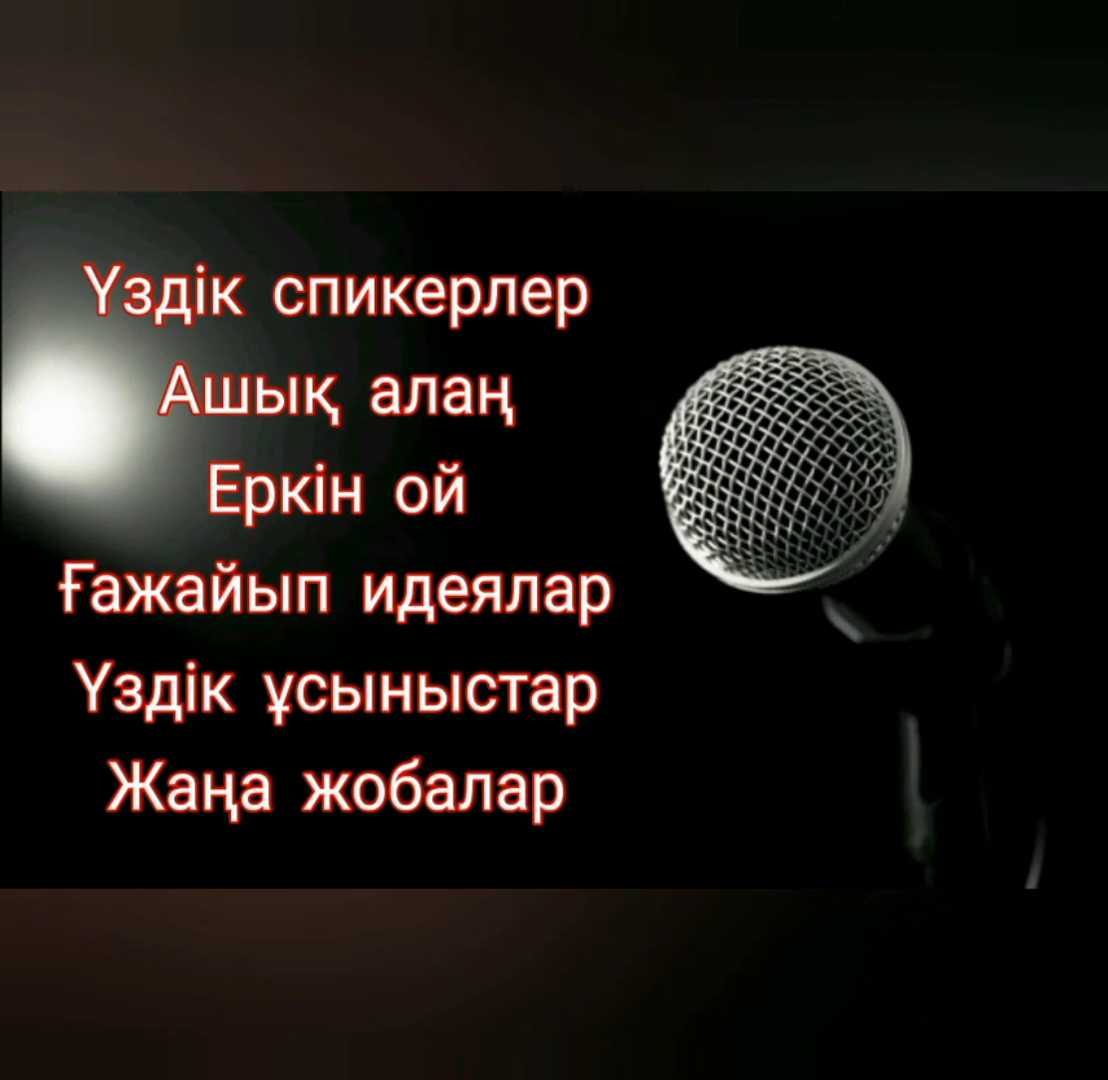 Үздік спикерлер
Ашық алаң
Еркін ой
Ғажайып идеялар
Үздік ұсыныстар
Жаңа жобалар